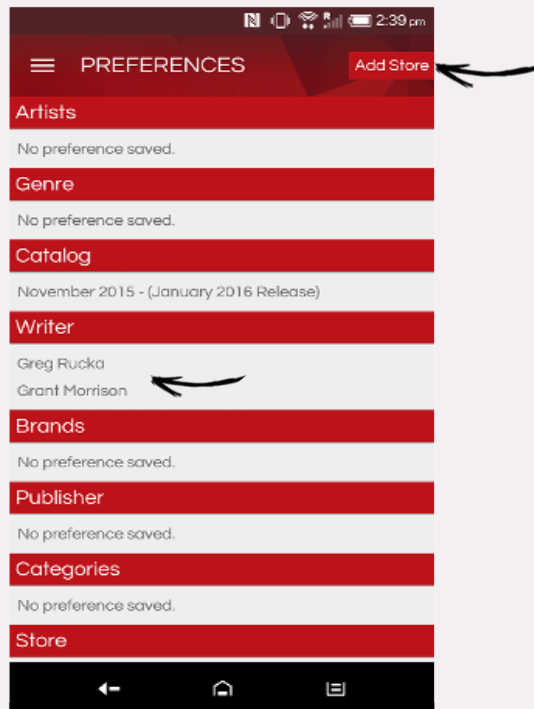 2:39 pm
PREFERENCES
Add Store
Artists
No preference saved.
Genre
No preference saved.
Catalog
November 2015 - (January 2016 Release)
Writer
Greg Rucka
Grant Morrison
Brands
No preference saved.
Publisher
No preference saved.
Categories
No preference saved.
Store